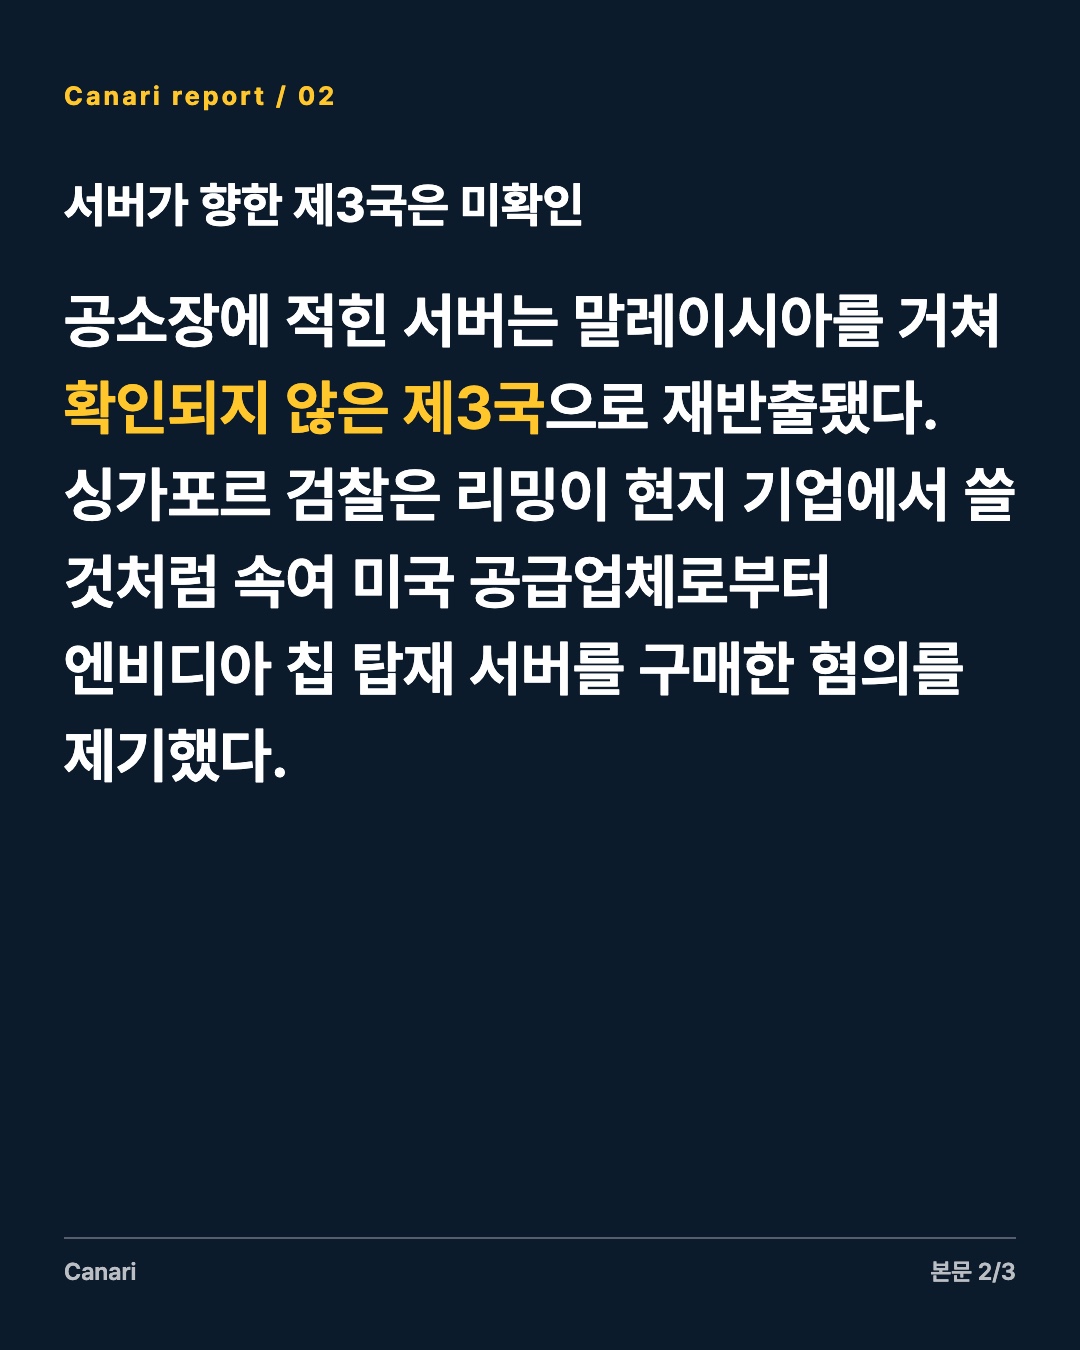 Canari report / 02
서버가 향한 제3국은 미확인
공소장에 적힌 서버는 말레이시아를 거쳐
확인되지 않은 제3국으로 재반출됐다.
싱가포르 검찰은 리밍이 현지 기업에서 쓸
것처럼 속여 미국 공급업체로부터
엔비디아 칩 탑재 서버를 구매한 혐의를
제기했다.
Canari
본문 2/3